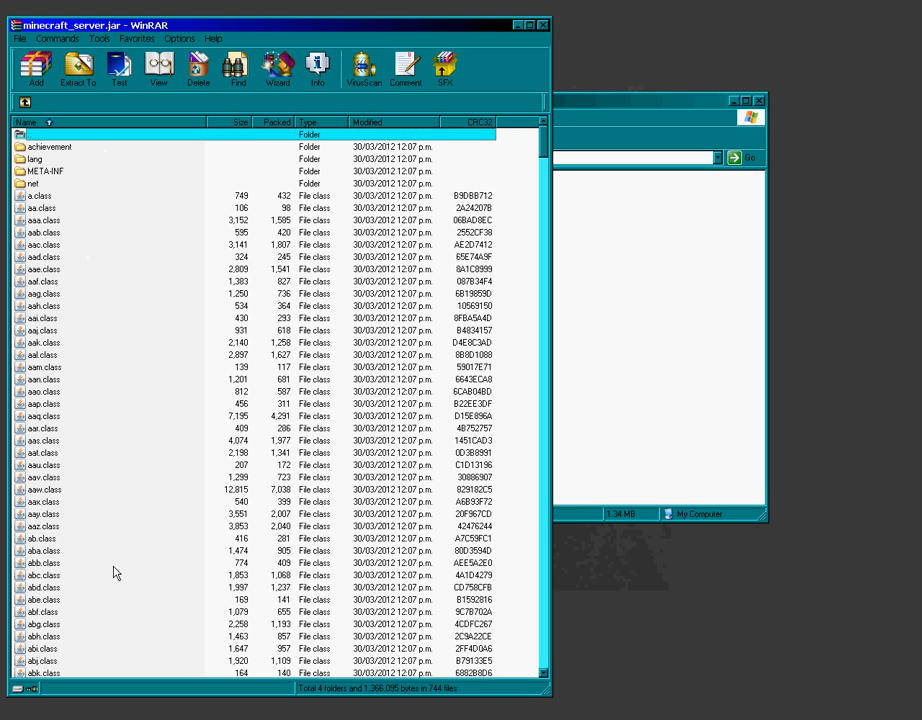 minecraft_server.jar - WinRAR
File Commands Tools Favorites Options Help
Add Extract To Test View Delete Find Wizard Info VirusScan Comment SFX
Go
Name Size Packed Type Modified CRC32
.. Folder
achievement Folder 30/03/2012 12:07 p.m.
lang Folder 30/03/2012 12:07 p.m.
META-INF Folder 30/03/2012 12:07 p.m.
net Folder 30/03/2012 12:07 p.m.
a.class 749 432 File class 30/03/2012 12:07 p.m. B9DBB712
aa.class 106 98 File class 30/03/2012 12:07 p.m. 2A24207B
aaa.class 3,152 1,585 File class 30/03/2012 12:07 p.m. 06BAD8EC
aab.class 595 420 File class 30/03/2012 12:07 p.m. 2552CF38
aac.class 3,141 1,807 File class 30/03/2012 12:07 p.m. AE2D7412
aad.class 324 245 File class 30/03/2012 12:07 p.m. 65E74A9F
aae.class 2,809 1,541 File class 30/03/2012 12:07 p.m. 8A1C8999
aaf.class 1,383 827 File class 30/03/2012 12:07 p.m. 087B34F4
aag.class 1,250 736 File class 30/03/2012 12:07 p.m. 6B19859D
aah.class 534 364 File class 30/03/2012 12:07 p.m. 10569150
aai.class 430 293 File class 30/03/2012 12:07 p.m. 8FBA5A4D
aaj.class 931 618 File class 30/03/2012 12:07 p.m. B4834157
aak.class 2,140 1,258 File class 30/03/2012 12:07 p.m. D4E8C3AD
aal.class 2,897 1,627 File class 30/03/2012 12:07 p.m. 8B8D1088
aam.class 139 117 File class 30/03/2012 12:07 p.m. 59017E71
aan.class 1,201 681 File class 30/03/2012 12:07 p.m. 6643ECA8
aao.class 812 587 File class 30/03/2012 12:07 p.m. 6CAB04BD
aap.class 456 311 File class 30/03/2012 12:07 p.m. B22EE3DF
aaq.class 7,195 4,291 File class 30/03/2012 12:07 p.m. D15E896A
aar.class 409 286 File class 30/03/2012 12:07 p.m. 4B752757
aas.class 4,074 1,977 File class 30/03/2012 12:07 p.m. 1451CAD3
aat.class 2,198 1,341 File class 30/03/2012 12:07 p.m. 0D3B8991
aau.class 207 172 File class 30/03/2012 12:07 p.m. C1D13196
aav.class 1,299 723 File class 30/03/2012 12:07 p.m. 30886907
aaw.class 12,815 7,038 File class 30/03/2012 12:07 p.m. 829182C5
aax.class 540 399 File class 30/03/2012 12:07 p.m. A6B93F72
aay.class 3,551 2,007 File class 30/03/2012 12:07 p.m. 20F967CD
aaz.class 3,853 2,040 File class 30/03/2012 12:07 p.m. 42476244
ab.class 416 281 File class 30/03/2012 12:07 p.m. A7C59FC1
aba.class 1,474 905 File class 30/03/2012 12:07 p.m. 80D3594D
abb.class 774 409 File class 30/03/2012 12:07 p.m. AEE5A2E0
abc.class 1,853 1,068 File class 30/03/2012 12:07 p.m. 4A1D4279
abd.class 1,997 1,237 File class 30/03/2012 12:07 p.m. CD758CFB
abe.class 169 141 File class 30/03/2012 12:07 p.m. B1592816
abf.class 1,079 655 File class 30/03/2012 12:07 p.m. 9C7B702A
abg.class 2,258 1,193 File class 30/03/2012 12:07 p.m. 4CDFC267
abh.class 1,463 857 File class 30/03/2012 12:07 p.m. 2C9A22CE
abi.class 1,647 957 File class 30/03/2012 12:07 p.m. 2FF4D0A6
abj.class 1,920 1,109 File class 30/03/2012 12:07 p.m. B79133E5
abk.class 164 140 File class 30/03/2012 12:07 p.m. 6882B8D6
Total 4 folders and 1,366,095 bytes in 744 files
1.34 MB My Computer